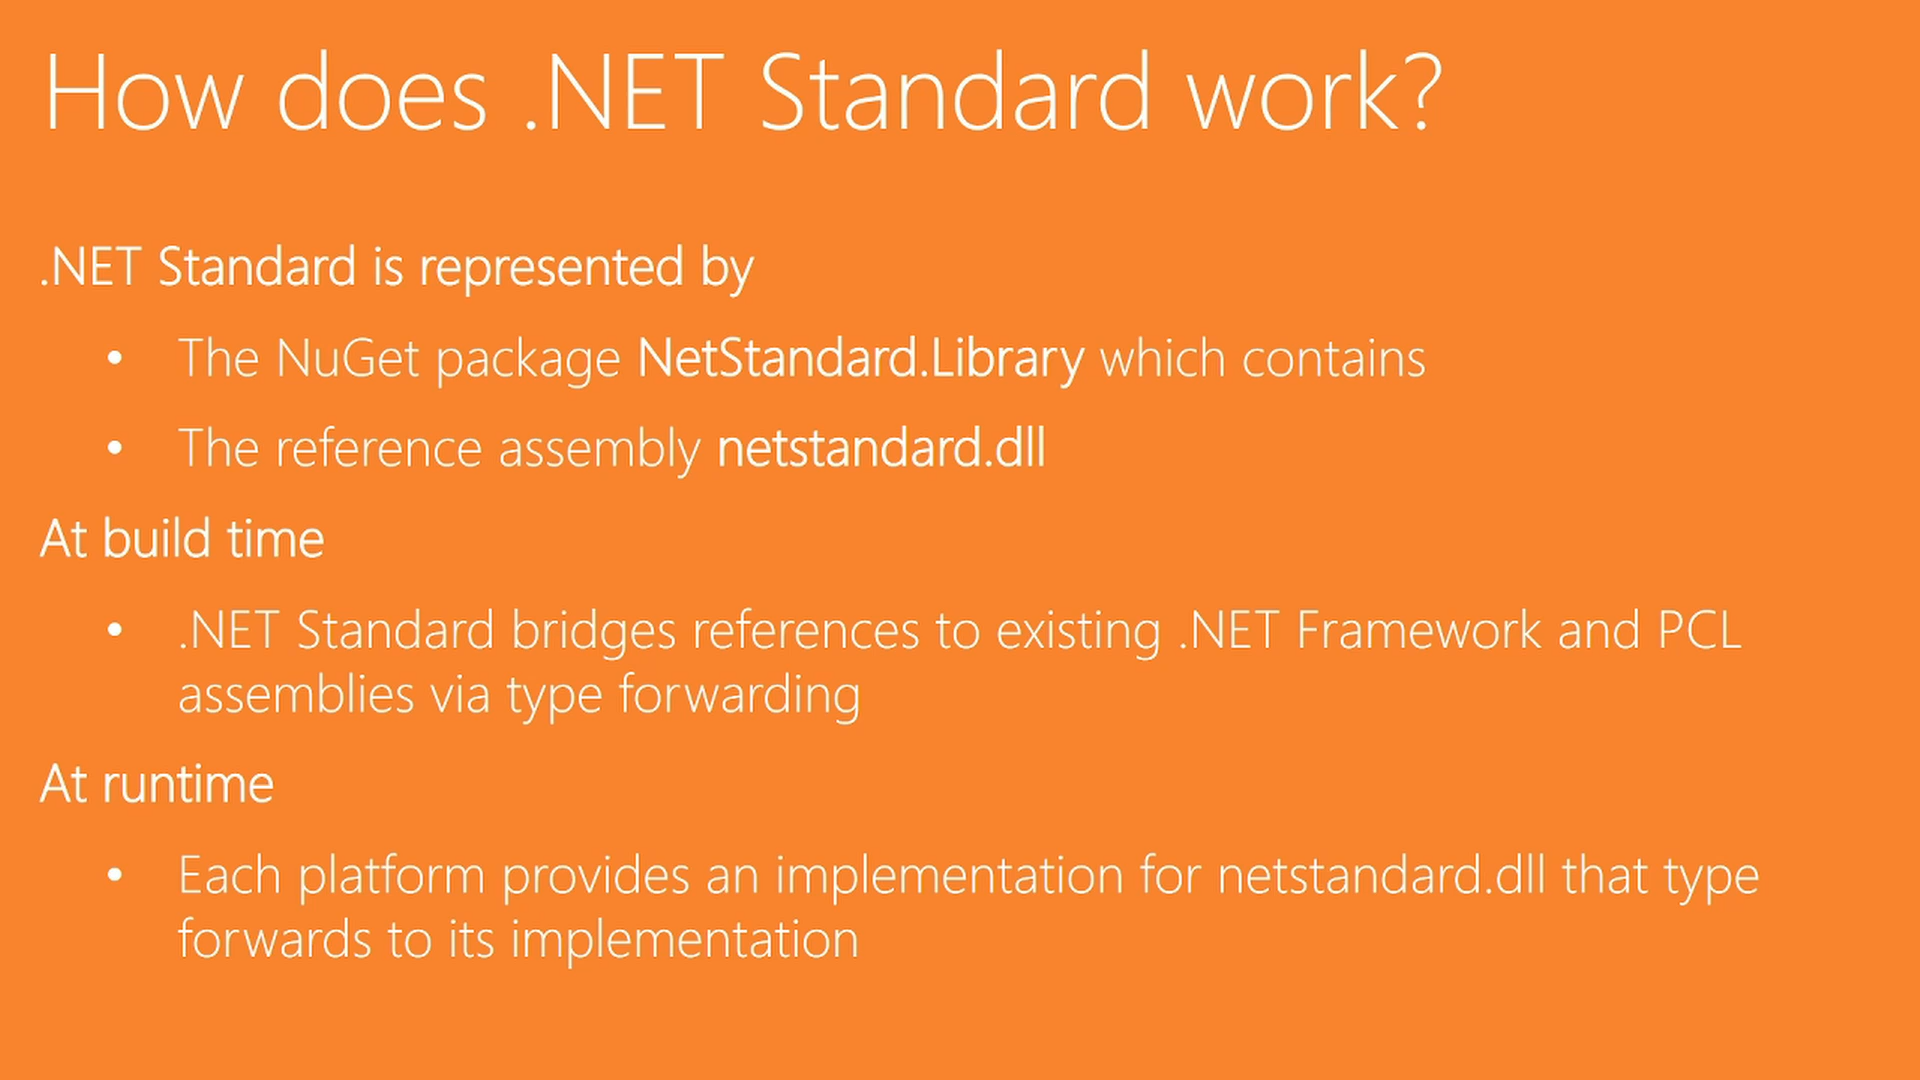 How does .NET Standard work?
.NET Standard is represented by
• The NuGet package NetStandard.Library which contains
• The reference assembly netstandard.dll
At build time
• .NET Standard bridges references to existing .NET Framework and PCL
assemblies via type forwarding
At runtime
• Each platform provides an implementation for netstandard.dll that type
forwards to its implementation